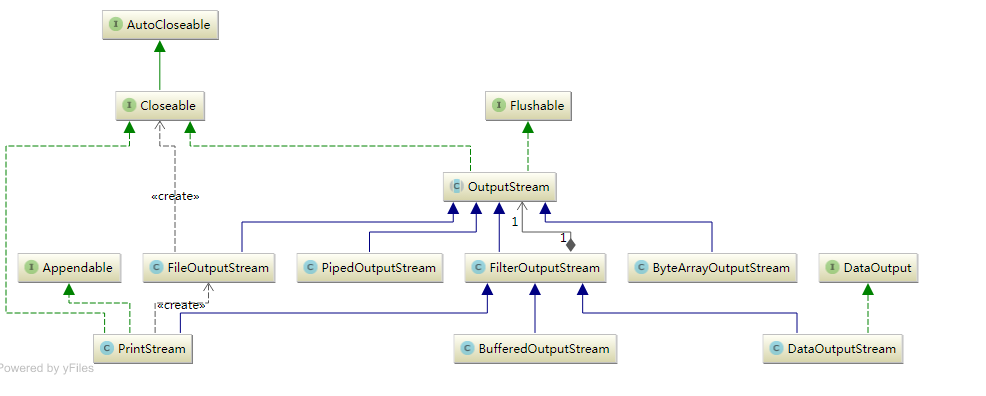 I AutoCloseable
I Closeable
I Flushable
«create»
C OutputStream
1
1
I Appendable
C FileOutputStream
C PipedOutputStream
C FilterOutputStream
C ByteArrayOutputStream
I DataOutput
«create»
C PrintStream
C BufferedOutputStream
C DataOutputStream
Powered by yFiles